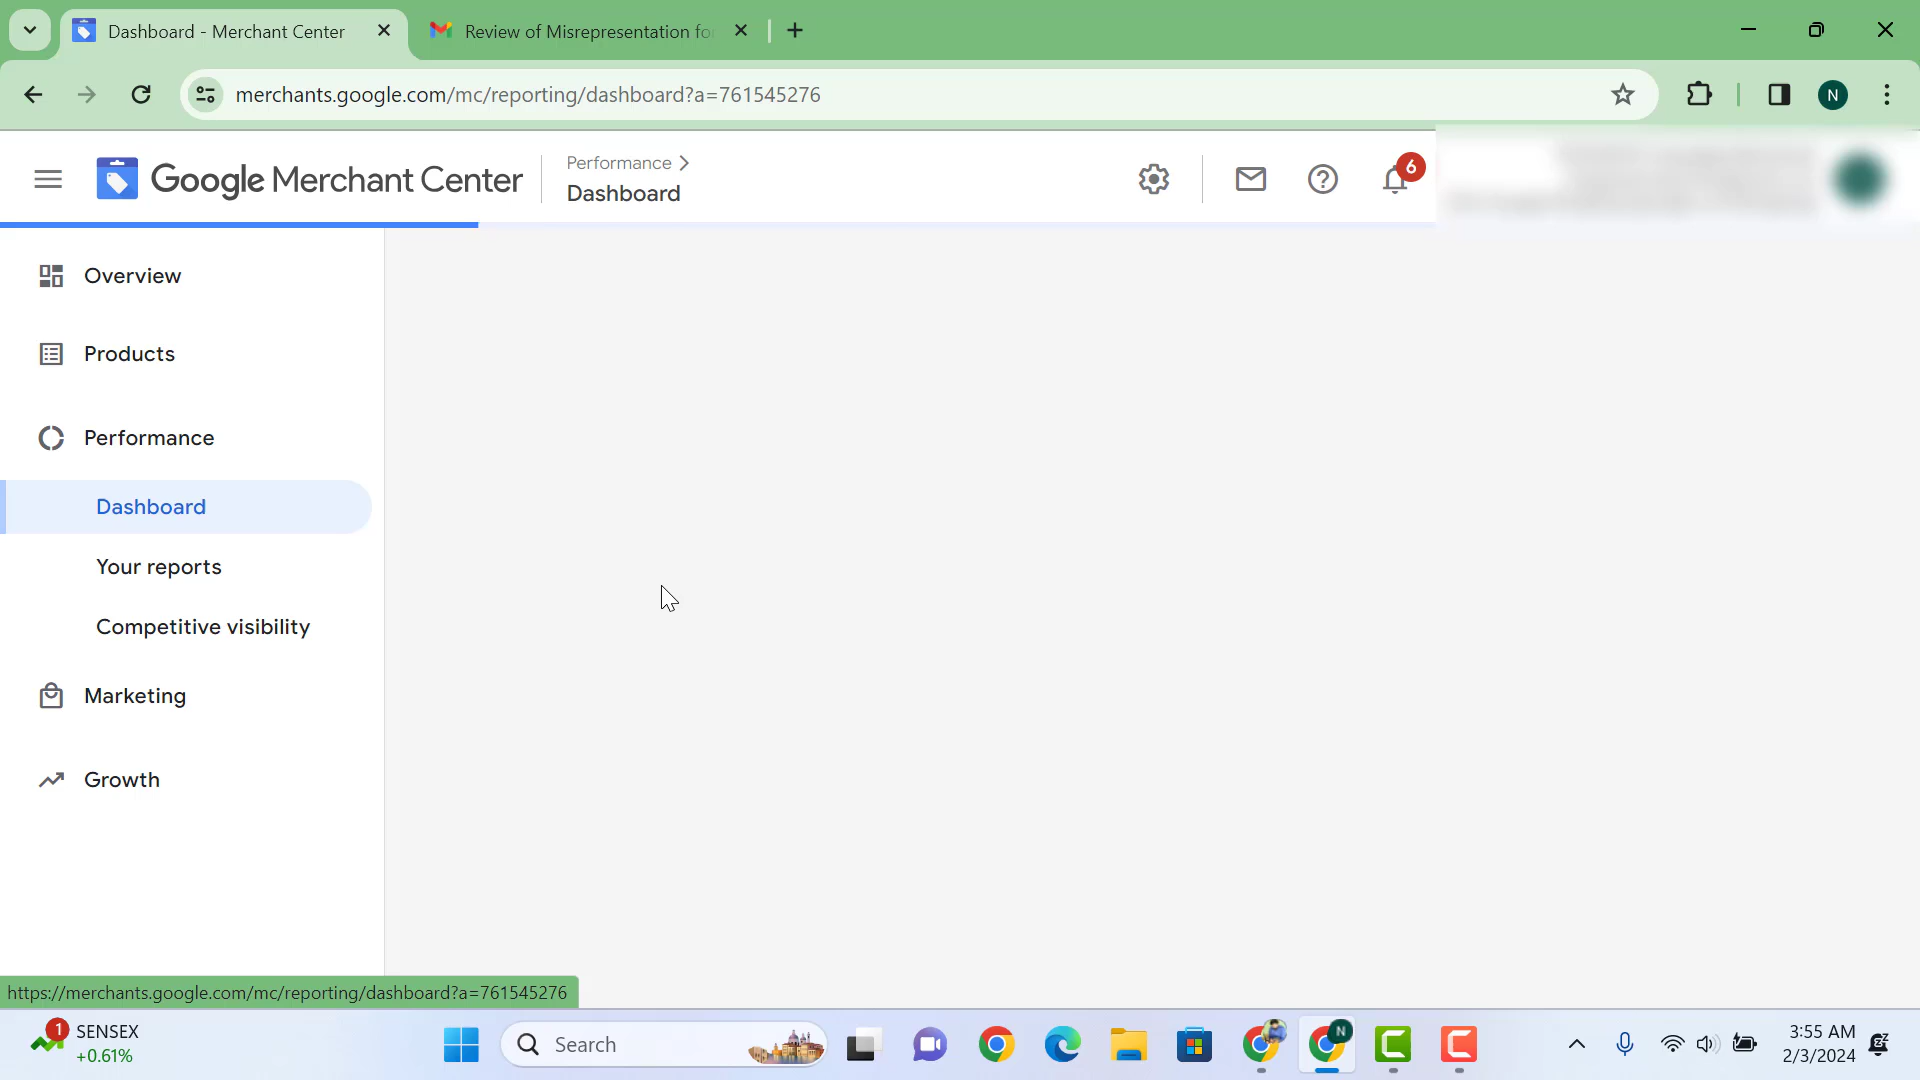 Dashboard - Merchant Center
Review of Misrepresentation for
merchants.google.com/mc/reporting/dashboard?a=761545276
N
Google Merchant Center
Performance
Dashboard
6
Overview
Products
Performance
Dashboard
Your reports
Competitive visibility
Marketing
Growth
https://merchants.google.com/mc/reporting/dashboard?a=761545276
1
SENSEX
+0.61%
Search
N
3:55 AM
2/3/2024